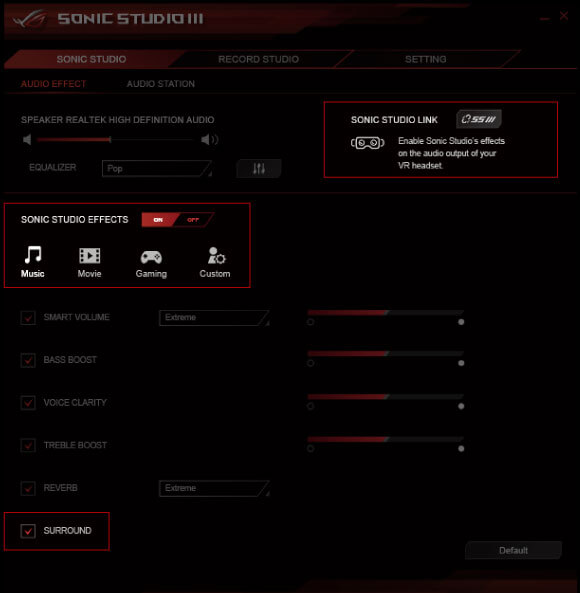 SONIC STUDIO III
SONIC STUDIO RECORD STUDIO SETTING
AUDIO EFFECT AUDIO STATION
SPEAKER REALTEK HIGH DEFINITION AUDIO
EQUALIZER Pop
SONIC STUDIO LINK SSIII
Enable Sonic Studio's effects
on the audio output of your
VR headset.
SONIC STUDIO EFFECTS ON OFF
Music Movie Gaming Custom
SMART VOLUME Extreme
BASS BOOST
VOICE CLARITY
TREBLE BOOST
REVERB Extreme
SURROUND
Default